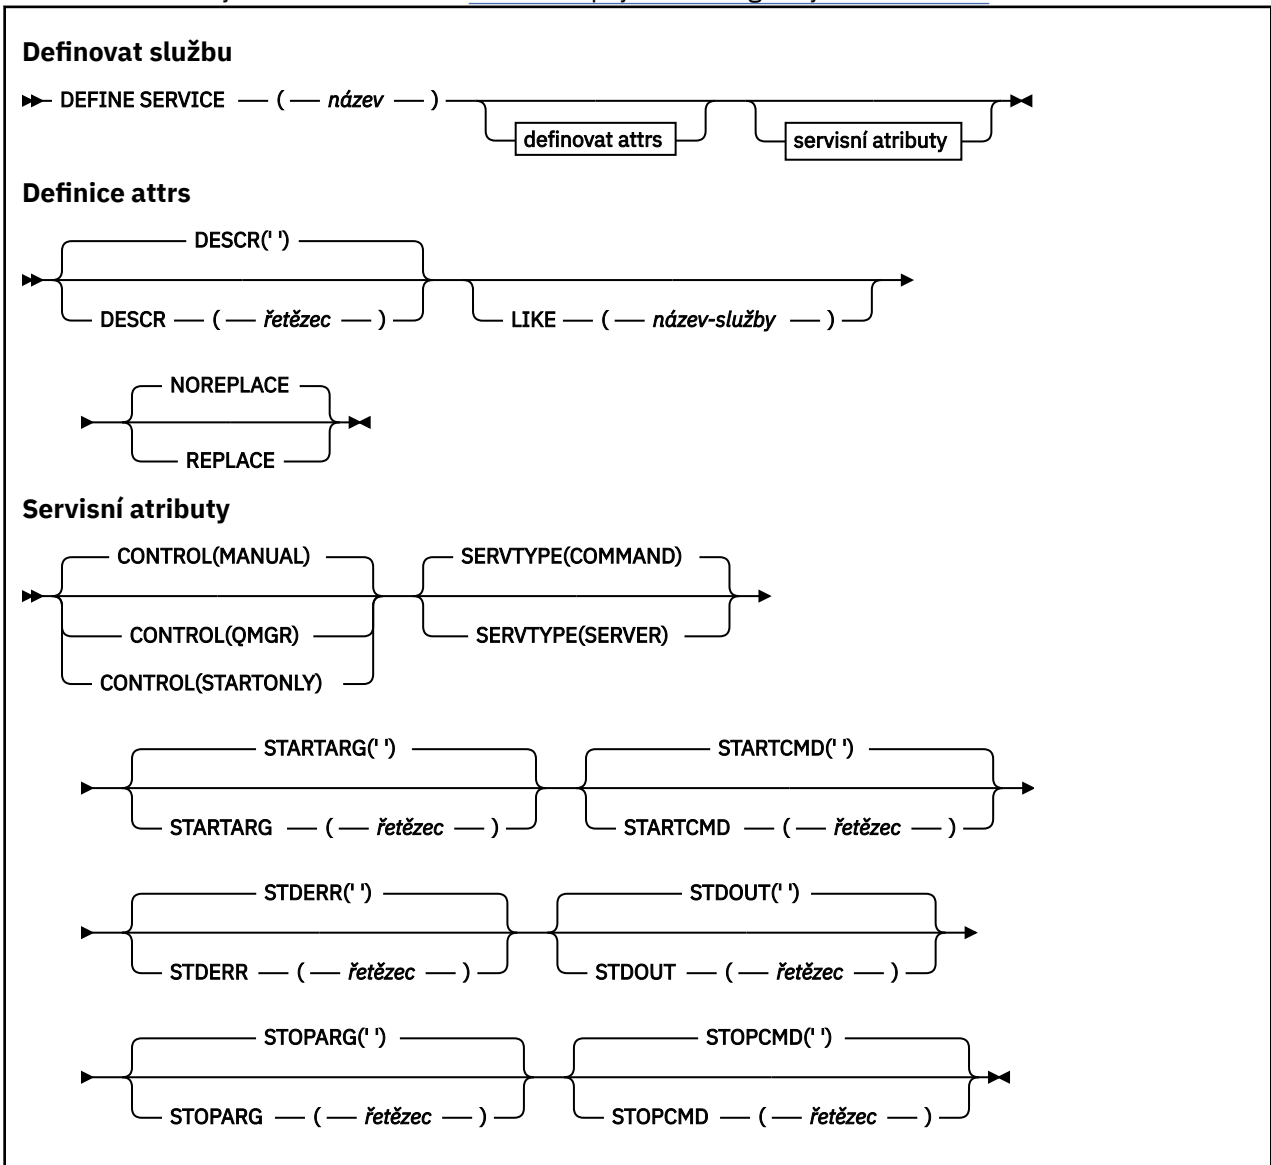 Definovat službu
DEFINE SERVICE ( název )
definovat attrs servisní atributy
Definice attrs
DESCR(' ')
DESCR ( řetězec ) LIKE ( název-služby )
NOREPLACE
REPLACE
Servisní atributy
CONTROL(MANUAL) SERVTYPE(COMMAND)
CONTROL(QMGR) SERVTYPE(SERVER)
CONTROL(STARTONLY)
STARTARG(' ') STARTCMD(' ')
STARTARG ( řetězec ) STARTCMD ( řetězec )
STDERR(' ') STDOUT(' ')
STDERR ( řetězec ) STDOUT ( řetězec )
STOPARG(' ') STOPCMD(' ')
STOPARG ( řetězec ) STOPCMD ( řetězec )